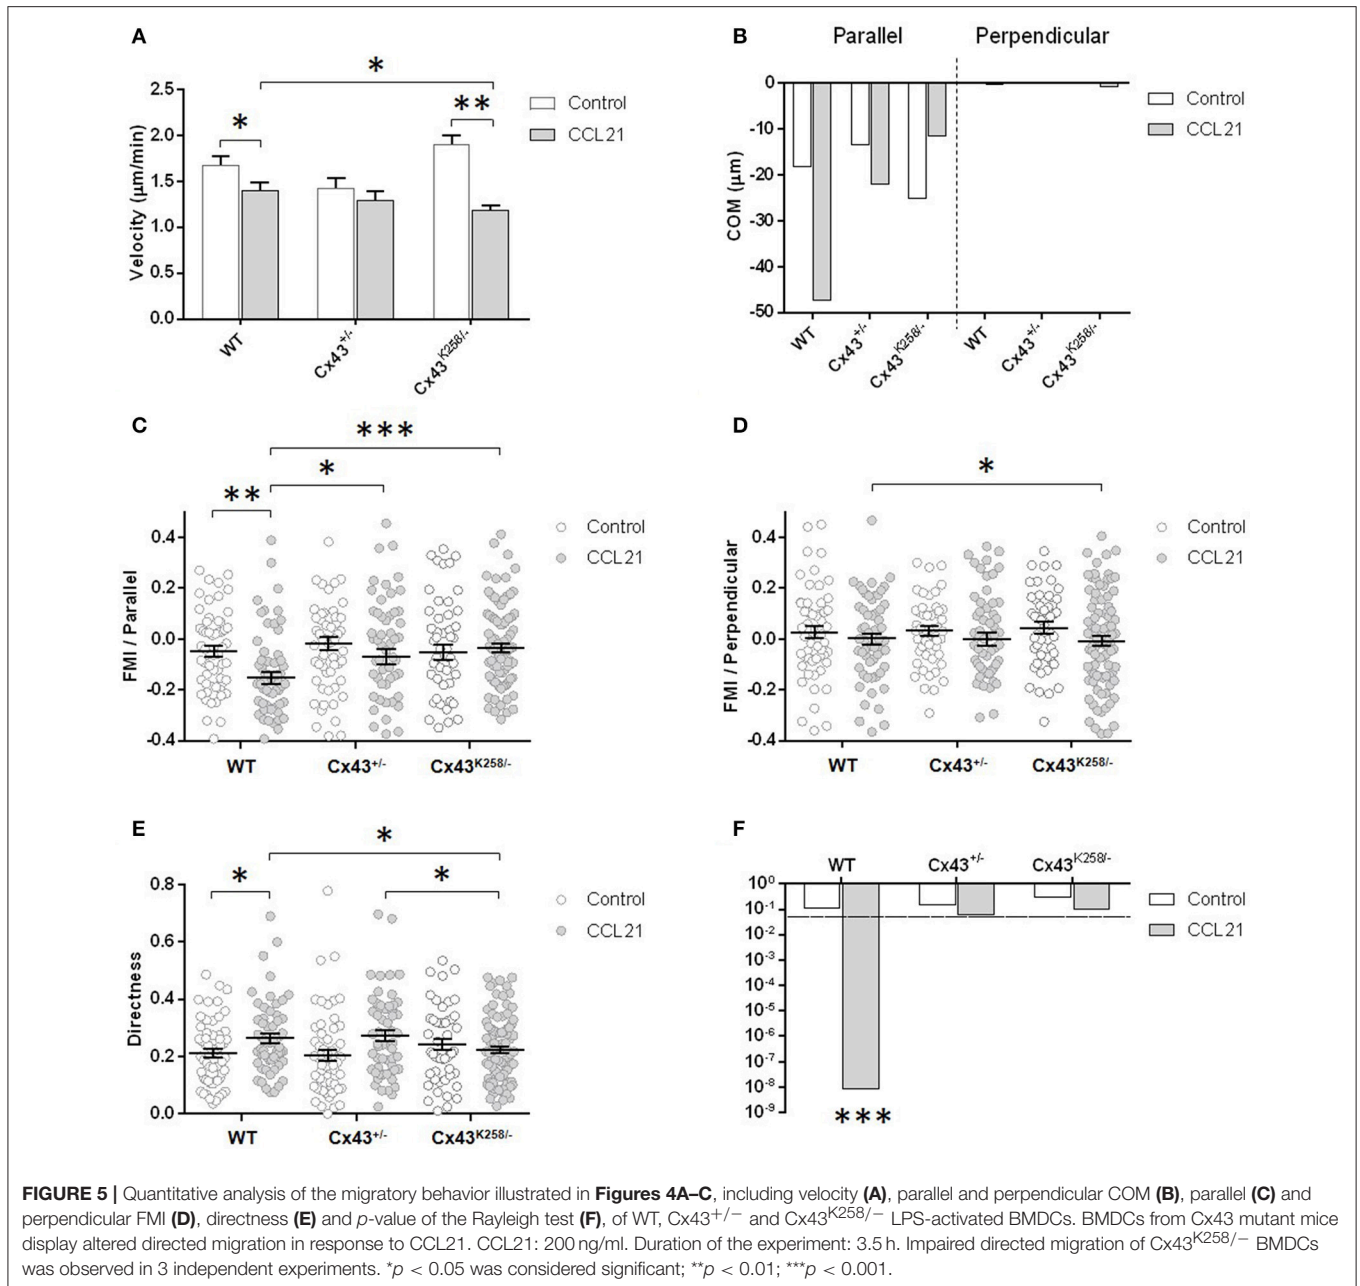 A
*
*
**
Velocity (μm/min)
2.5
2.0
1.5
1.0
0.5
0.0
WT
Cx43+/-
Cx43K258/-
Control
CCL21
B
Parallel
Perpendicular
COM (μm)
0
-10
-20
-30
-40
-50
WT
Cx43+/-
Cx43K258/-
WT
Cx43+/-
Cx43K258/-
Control
CCL21
C
***
*
**
FMI / Parallel
0.4
0.2
0.0
-0.2
-0.4
WT
Cx43+/-
Cx43K258/-
Control
CCL21
D
*
FMI / Perpendicular
0.4
0.2
0.0
-0.2
-0.4
WT
Cx43+/-
Cx43K258/-
Control
CCL21
E
*
*
*
Directness
0.8
0.6
0.4
0.2
0.0
WT
Cx43+/-
Cx43K258/-
Control
CCL21
F
WT
Cx43+/-
Cx43K258/-
10⁰
10⁻¹
10⁻²
10⁻³
10⁻⁴
10⁻⁵
10⁻⁶
10⁻⁷
10⁻⁸
10⁻⁹
***
Control
CCL21
FIGURE 5 | Quantitative analysis of the migratory behavior illustrated in Figures 4A–C, including velocity (A), parallel and perpendicular COM (B), parallel (C) and
perpendicular FMI (D), directness (E) and p-value of the Rayleigh test (F), of WT, Cx43+/− and Cx43K258/− LPS-activated BMDCs. BMDCs from Cx43 mutant mice
display altered directed migration in response to CCL21. CCL21: 200 ng/ml. Duration of the experiment: 3.5 h. Impaired directed migration of Cx43K258/− BMDCs
was observed in 3 independent experiments. *p < 0.05 was considered significant; **p < 0.01; ***p < 0.001.